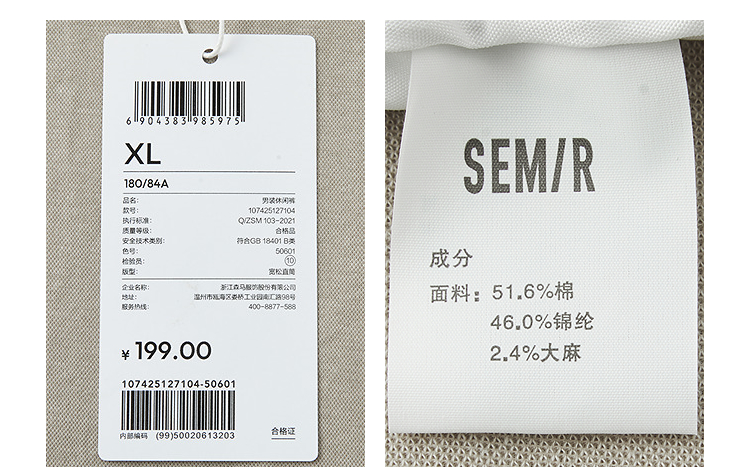 6 904383 985975
XL
180/84A
品名: 男装休闲裤
款号: 107425127104
执行标准: Q/ZSM 103-2021
质量等级: 合格品
安全技术类别: 符合GB 18401 B类
色号: 50601
检验员: 10
版型: 宽松直筒
企业名称: 浙江森马服饰股份有限公司
地址: 温州市瓯海区娄桥工业园南汇路98号
服务热线: 400-8877-588
¥ 199.00
107425127104-50601
内部编码 (99)50020613203
合格证
SEM/R
成分
面料: 51.6%棉
46.0%锦纶
2.4%大麻